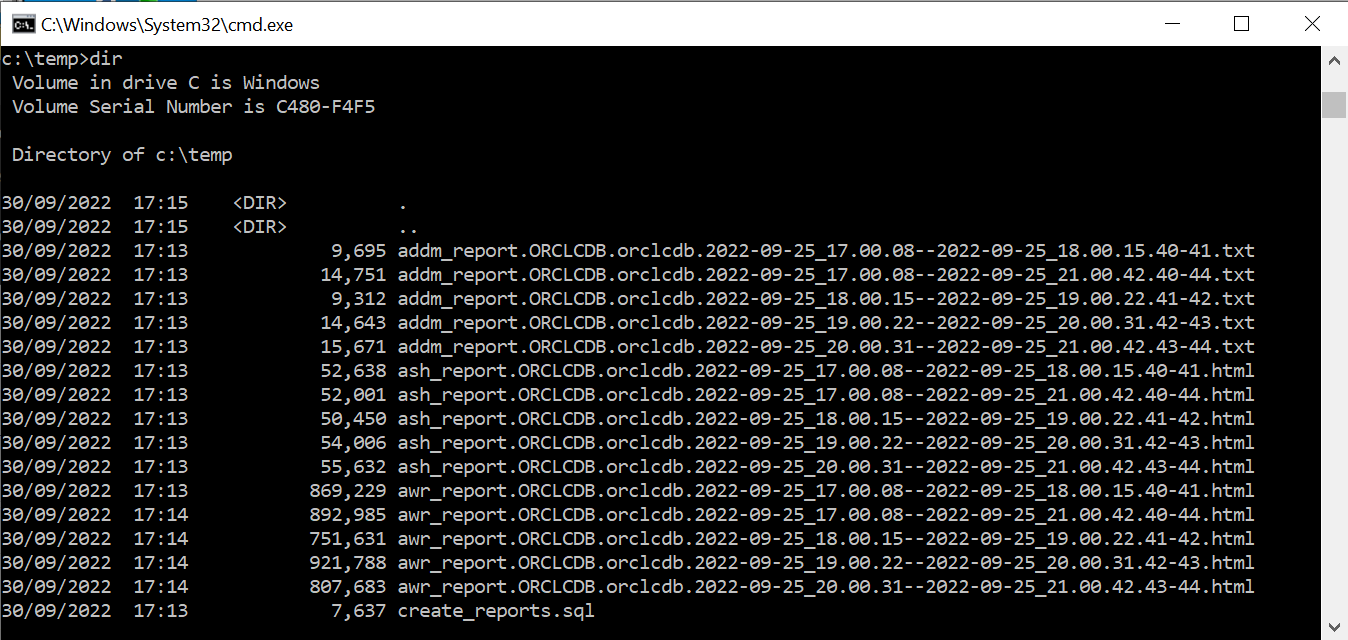 C:\Windows\System32\cmd.exe
c:\temp>dir
 Volume in drive C is Windows
 Volume Serial Number is C480-F4F5

 Directory of c:\temp

30/09/2022  17:15    <DIR>          .
30/09/2022  17:15    <DIR>          ..
30/09/2022  17:13             9,695 addm_report.ORCLCDB.orclcdb.2022-09-25_17.00.08--2022-09-25_18.00.15.40-41.txt
30/09/2022  17:13            14,751 addm_report.ORCLCDB.orclcdb.2022-09-25_17.00.08--2022-09-25_21.00.42.40-44.txt
30/09/2022  17:13             9,312 addm_report.ORCLCDB.orclcdb.2022-09-25_18.00.15--2022-09-25_19.00.22.41-42.txt
30/09/2022  17:13            14,643 addm_report.ORCLCDB.orclcdb.2022-09-25_19.00.22--2022-09-25_20.00.31.42-43.txt
30/09/2022  17:13            15,671 addm_report.ORCLCDB.orclcdb.2022-09-25_20.00.31--2022-09-25_21.00.42.43-44.txt
30/09/2022  17:13            52,638 ash_report.ORCLCDB.orclcdb.2022-09-25_17.00.08--2022-09-25_18.00.15.40-41.html
30/09/2022  17:13            52,001 ash_report.ORCLCDB.orclcdb.2022-09-25_17.00.08--2022-09-25_21.00.42.40-44.html
30/09/2022  17:13            50,450 ash_report.ORCLCDB.orclcdb.2022-09-25_18.00.15--2022-09-25_19.00.22.41-42.html
30/09/2022  17:13            54,006 ash_report.ORCLCDB.orclcdb.2022-09-25_19.00.22--2022-09-25_20.00.31.42-43.html
30/09/2022  17:13            55,632 ash_report.ORCLCDB.orclcdb.2022-09-25_20.00.31--2022-09-25_21.00.42.43-44.html
30/09/2022  17:13           869,229 awr_report.ORCLCDB.orclcdb.2022-09-25_17.00.08--2022-09-25_18.00.15.40-41.html
30/09/2022  17:14           892,985 awr_report.ORCLCDB.orclcdb.2022-09-25_17.00.08--2022-09-25_21.00.42.40-44.html
30/09/2022  17:14           751,631 awr_report.ORCLCDB.orclcdb.2022-09-25_18.00.15--2022-09-25_19.00.22.41-42.html
30/09/2022  17:14           921,788 awr_report.ORCLCDB.orclcdb.2022-09-25_19.00.22--2022-09-25_20.00.31.42-43.html
30/09/2022  17:14           807,683 awr_report.ORCLCDB.orclcdb.2022-09-25_20.00.31--2022-09-25_21.00.42.43-44.html
30/09/2022  17:13             7,637 create_reports.sql